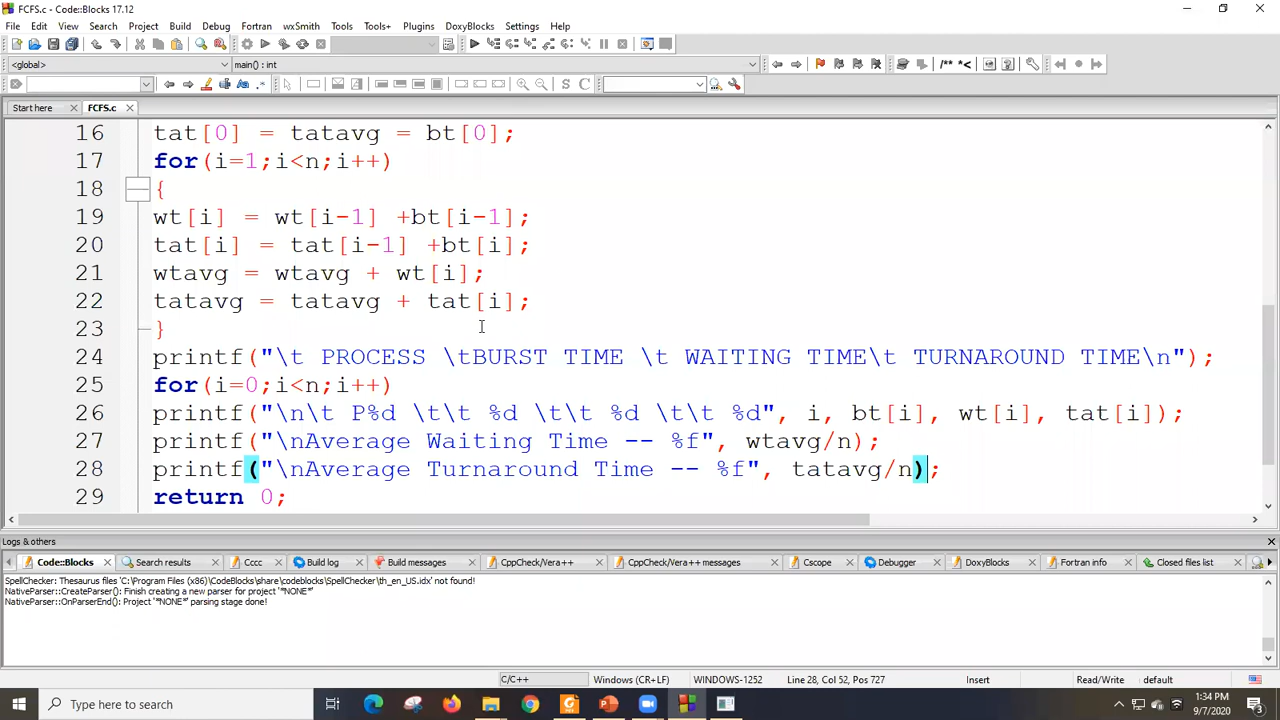 FCFS.c - Code::Blocks 17.12
File Edit View Search Project Build Debug Fortran wxSmith Tools Tools+ Plugins DoxyBlocks Settings Help
<global> main() : int /** *<
S C
Start here FCFS.c
16 tat[0] = tatavg = bt[0];
17 for(i=1;i<n;i++)
18 {
19 wt[i] = wt[i-1] +bt[i-1];
20 tat[i] = tat[i-1] +bt[i];
21 wtavg = wtavg + wt[i];
22 tatavg = tatavg + tat[i];
23 }
24 printf("\t PROCESS \tBURST TIME \t WAITING TIME\t TURNAROUND TIME\n");
25 for(i=0;i<n;i++)
26 printf("\n\t P%d \t\t %d \t\t %d \t\t %d", i, bt[i], wt[i], tat[i]);
27 printf("\nAverage Waiting Time -- %f", wtavg/n);
28 printf("\nAverage Turnaround Time -- %f", tatavg/n);
29 return 0;
Logs & others
Code::Blocks Search results Cccc Build log Build messages CppCheck/Vera++ CppCheck/Vera++ messages Cscope Debugger DoxyBlocks Fortran info Closed files list
SpellChecker: Thesaurus files 'C:\Program Files (x86)\CodeBlocks\share\codeblocks\SpellChecker\th_en_US.idx' not found!
NativeParser::CreateParser(): Finish creating a new parser for project '*NONE*'
NativeParser::OnParserEnd(): Project '*NONE*' parsing stage done!
C/C++ Windows (CR+LF) WINDOWS-1252 Line 28, Col 52, Pos 727 Insert Read/Write default
Type here to search 1:34 PM
9/7/2020